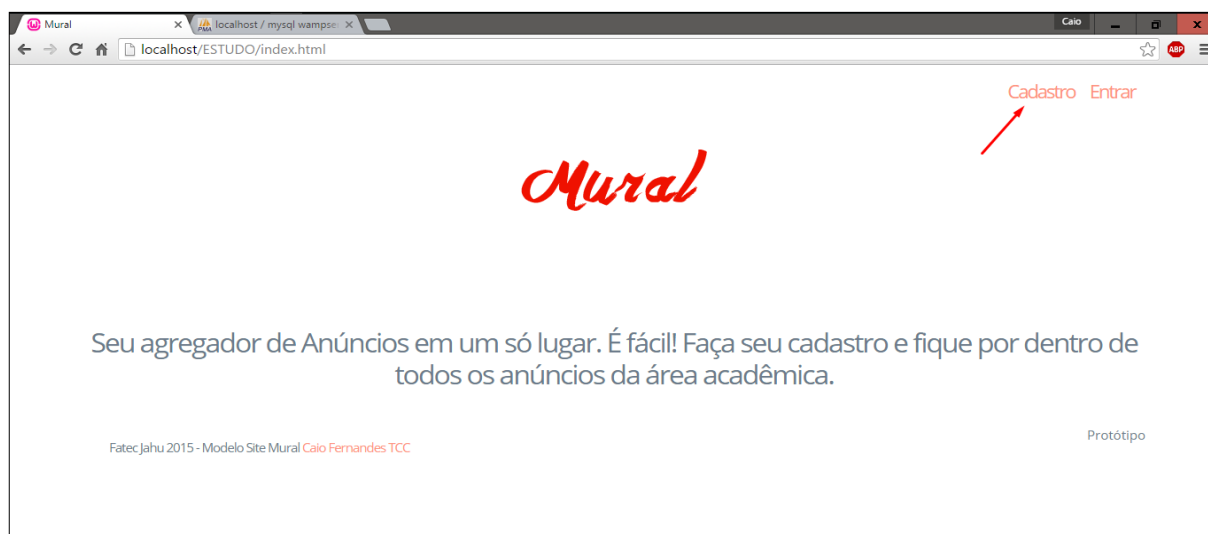 Mural
localhost / mysql wampse
Caio
localhost/ESTUDO/index.html
ABP
Cadastro Entrar
Mural
Seu agregador de Anúncios em um só lugar. É fácil! Faça seu cadastro e fique por dentro de
todos os anúncios da área acadêmica.
Protótipo
Fatec Jahu 2015 - Modelo Site Mural Caio Fernandes TCC